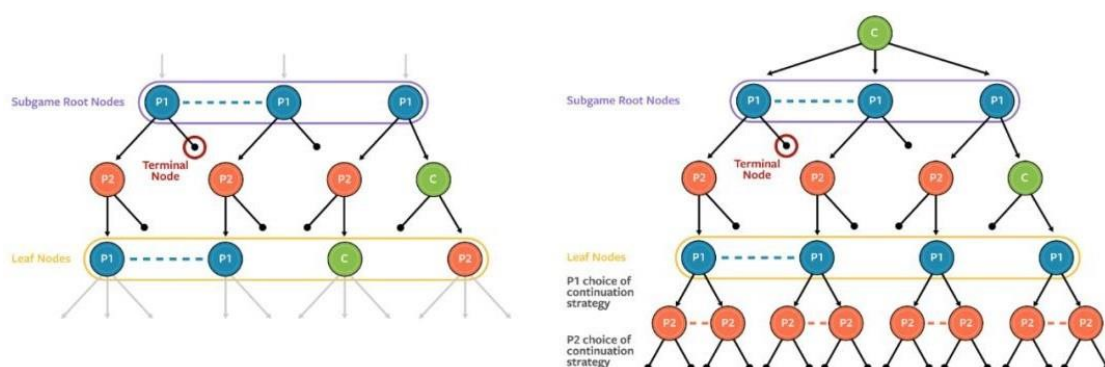 Subgame Root Nodes
P1
P1
P1
Terminal
Node
P2
P2
P2
C
Leaf Nodes
P1
P1
C
P2
C
Subgame Root Nodes
P1
P1
P1
Terminal
Node
P2
P2
P2
C
Leaf Nodes
P1
P1
P1
P1
P1 choice of
continuation
strategy
P2
P2
P2
P2
P2
P2
P2
P2
P2 choice of
continuation
strategy